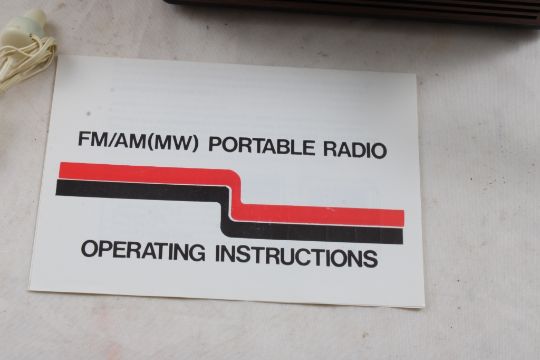 FM/AM(MW) PORTABLE RADIO
OPERATING INSTRUCTIONS